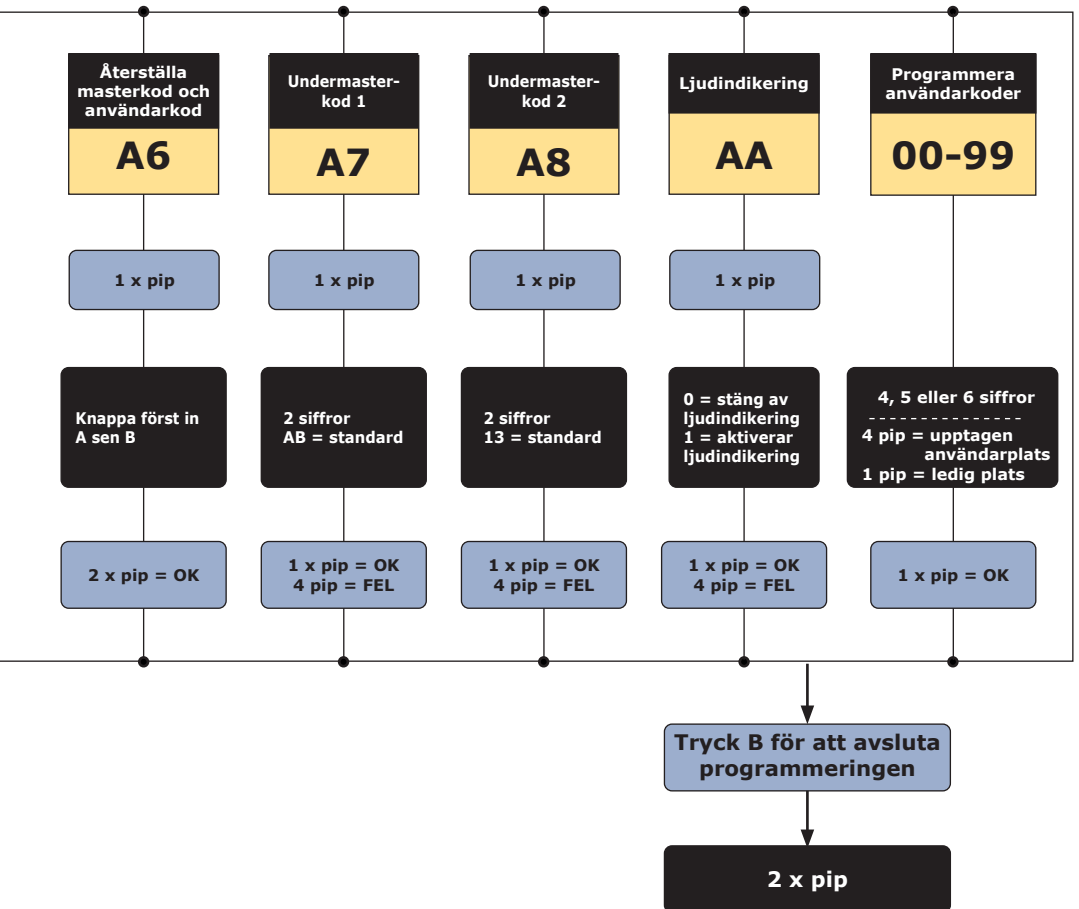 Återställa
masterkod och
användarkod
A6
1 x pip
Knappa först in
A sen B
2 x pip = OK
Undermaster-
kod 1
A7
1 x pip
2 siffror
AB = standard
1 x pip = OK
4 pip = FEL
Undermaster-
kod 2
A8
1 x pip
2 siffror
13 = standard
1 x pip = OK
4 pip = FEL
Ljudindikering
AA
1 x pip
0 = stäng av
ljudindikering
1 = aktiverar
ljudindikering
1 x pip = OK
4 pip = FEL
Programmera
användarkoder
00-99
4, 5 eller 6 siffror
- - - - - - - - - - - - - - -
4 pip = upptagen
användarplats
1 pip = ledig plats
1 x pip = OK
Tryck B för att avsluta
programmeringen
2 x pip